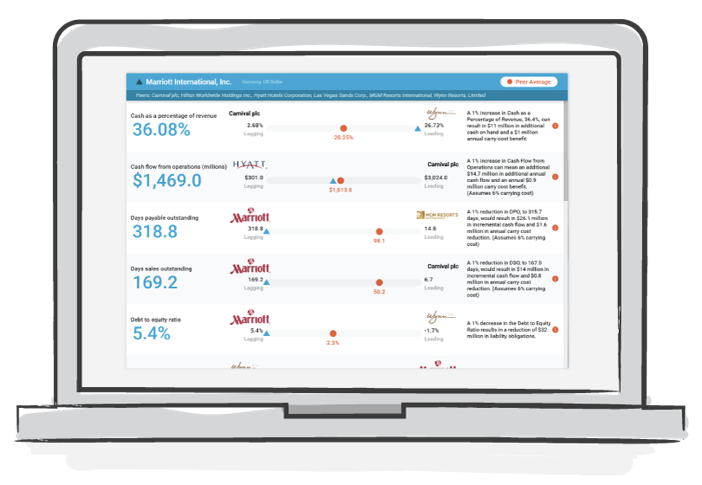 Marriott International, Inc. Currency: US Dollar Peer Average
Peers: Carnival plc, Hilton Worldwide Holdings Inc., Hyatt Hotels Corporation, Las Vegas Sands Corp., MGM Resorts International, Wynn Resorts, Limited
Cash as a percentage of revenue
36.08%
Carnival plc
2.68%
Lagging
20.25%
Wynn
36.73%
Leading
A 1% increase in Cash as a
Percentage of Revenue, 36.4%, can
result in $11 million in additional
cash on hand and a $1 million
annual carry cost benefit.
Cash flow from operations (millions)
$1,469.0
HYATT
$301.0
Lagging
$1,613.6
Carnival plc
$3,024.0
Leading
A 1% increase in Cash Flow from
Operations can mean an additional
$14.7 million in additional annual
cash flow and an annual $0.9
million carry cost benefit.
(Assumes 6% carrying cost)
Days payable outstanding
318.8
Marriott
318.8
Lagging
98.1
MGM RESORTS
14.8
Leading
A 1% reduction in DPO, to 315.7
days, would result in $26.1 million
in incremental cash flow and $1.6
million in annual carry cost
reduction. (Assumes 6% carrying
cost)
Days sales outstanding
169.2
Marriott
169.2
Lagging
50.2
Carnival plc
6.7
Leading
A 1% reduction in DSO, to 167.5
days, would result in $14 million in
incremental cash flow and $0.8
million in annual carry cost
reduction. (Assumes 6% carrying
cost)
Debt to equity ratio
5.4%
Marriott
5.4%
Lagging
2.3%
Wynn
-1.7%
Leading
A 1% decrease in the Debt to Equity
Ratio results in a reduction of $32
million in liability obligations.